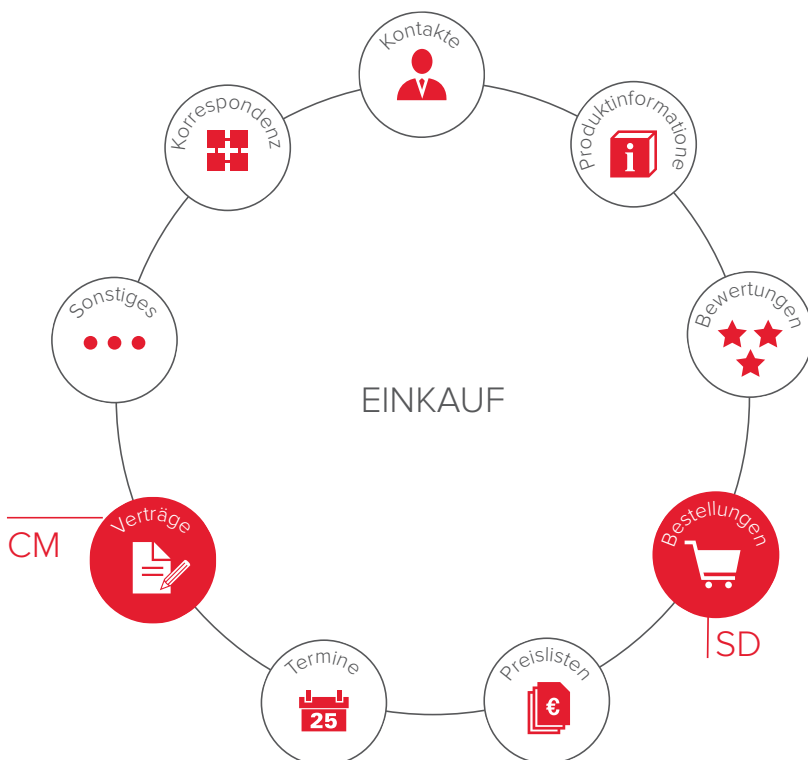 Kontakte
Produktinformatione
Bewertungen
Bestellungen
SD
Preislisten
€
Termine
25
Verträge
CM
Sonstiges
Korrespondenz
i
EINKAUF